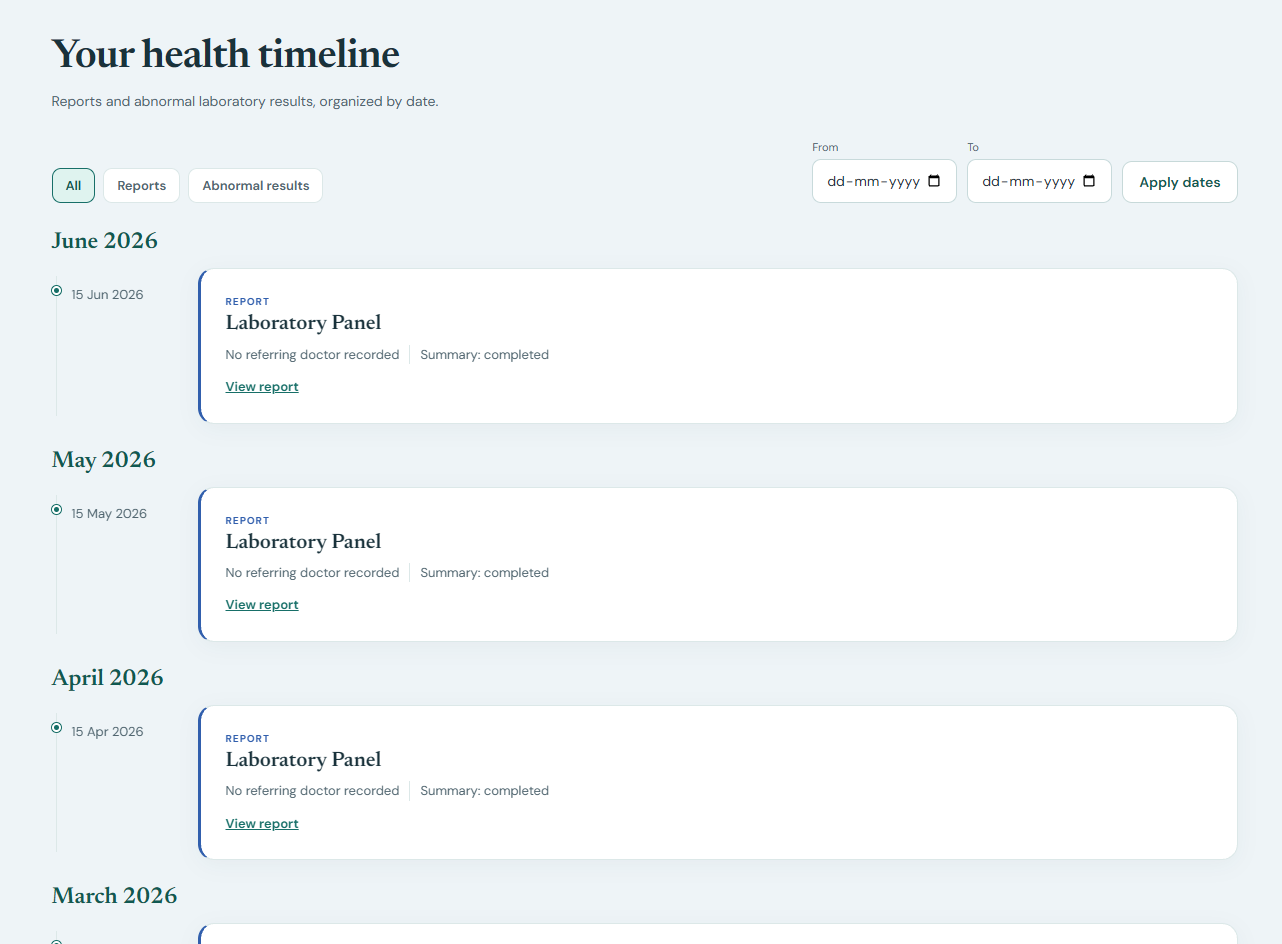 Your health timeline
Reports and abnormal laboratory results, organized by date.
From To
All Reports Abnormal results dd-mm-yyyy dd-mm-yyyy Apply dates
June 2026
15 Jun 2026
REPORT
Laboratory Panel
No referring doctor recorded Summary: completed
View report
May 2026
15 May 2026
REPORT
Laboratory Panel
No referring doctor recorded Summary: completed
View report
April 2026
15 Apr 2026
REPORT
Laboratory Panel
No referring doctor recorded Summary: completed
View report
March 2026